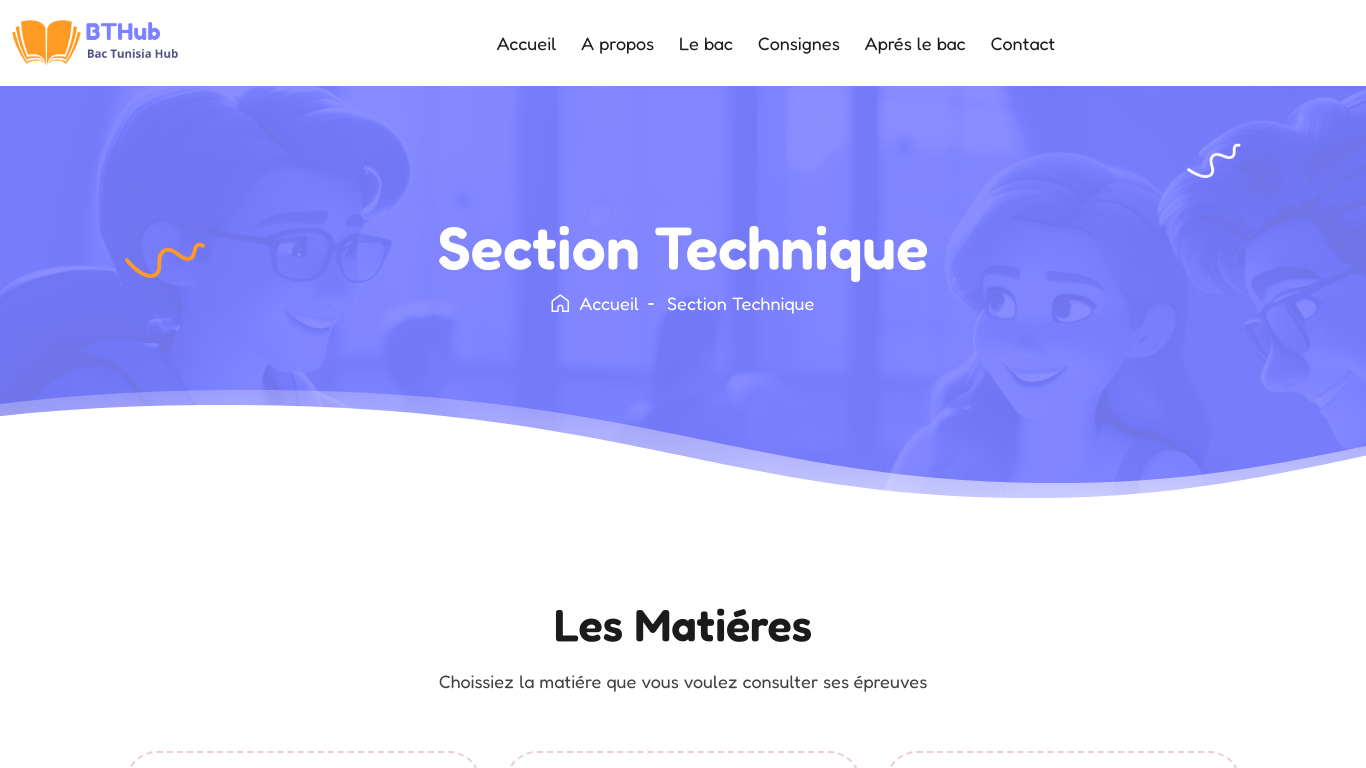 BTHub
Bac Tunisia Hub
Accueil A propos Le bac Consignes Aprés le bac Contact
Section Technique
Accueil - Section Technique
Les Matiéres
Choissiez la matiére que vous voulez consulter ses épreuves